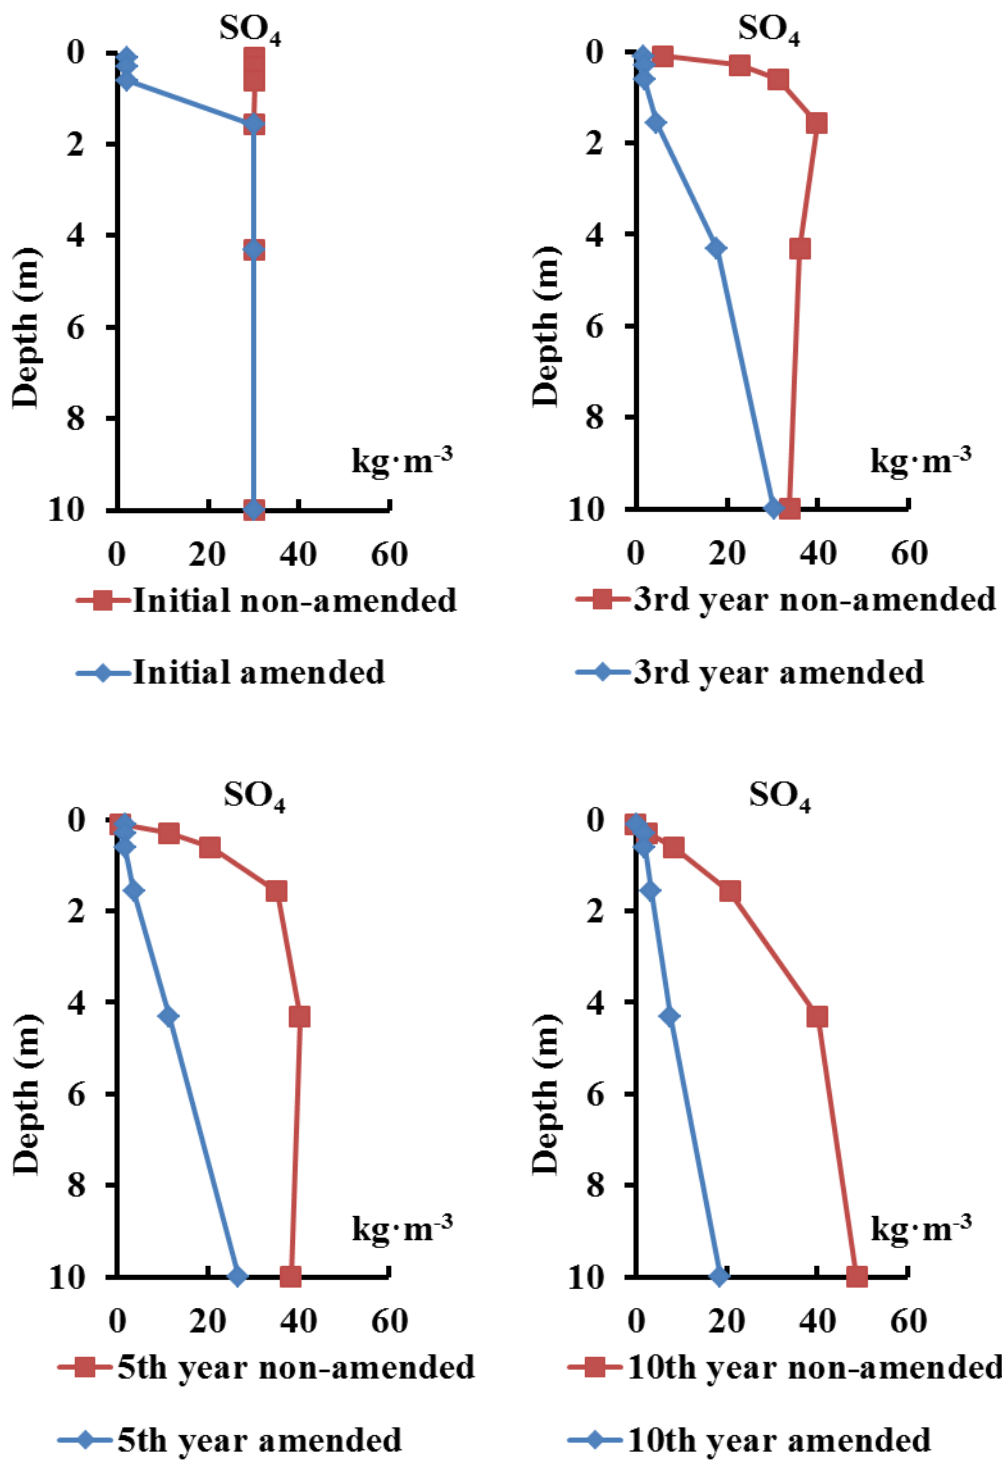 SO₄
0
2
4
6
8
10
Depth (m)
kg·m⁻³
0 20 40 60
Initial non-amended
Initial amended
SO₄
0
2
4
6
8
10
Depth (m)
kg·m⁻³
0 20 40 60
3rd year non-amended
3rd year amended
SO₄
0
2
4
6
8
10
Depth (m)
kg·m⁻³
0 20 40 60
5th year non-amended
5th year amended
SO₄
0
2
4
6
8
10
Depth (m)
kg·m⁻³
0 20 40 60
10th year non-amended
10th year amended